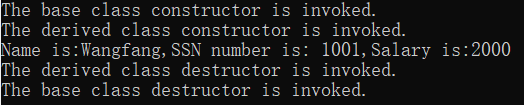 The base class constructor is invoked.
The derived class constructor is invoked.
Name is:Wangfang,SSN number is: 1001,Salary is:2000
The derived class destructor is invoked.
The base class destructor is invoked.